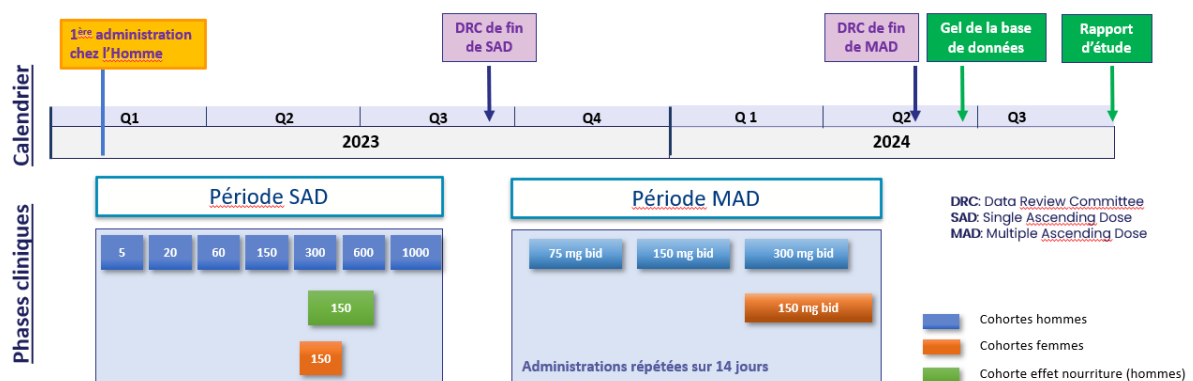 1ère administration
chez l'Homme
DRC de fin
de SAD
DRC de fin
de MAD
Gel de la base
de données
Rapport
d'étude
Calendrier
Q1
Q2
Q3
Q4
Q 1
Q2
Q3
2023
2024
Phases cliniques
Période SAD
Période MAD
5
20
60
150
300
600
1000
150
150
75 mg bid
150 mg bid
300 mg bid
150 mg bid
Administrations répétées sur 14 jours
DRC: Data Review Committee
SAD: Single Ascending Dose
MAD: Multiple Ascending Dose
Cohortes hommes
Cohortes femmes
Cohorte effet nourriture (hommes)